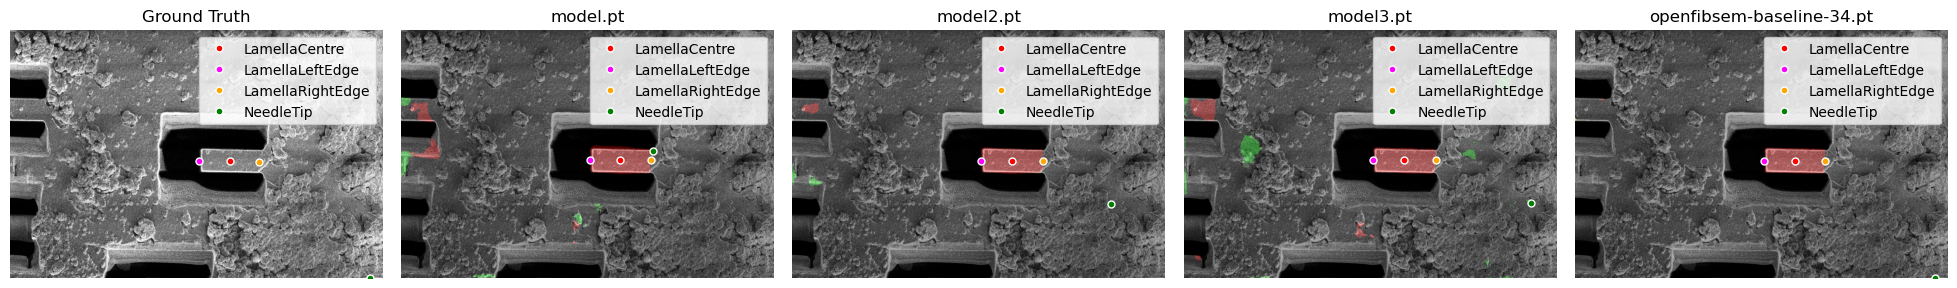 Ground Truth
LamellaCentre
LamellaLeftEdge
LamellaRightEdge
NeedleTip
model.pt
LamellaCentre
LamellaLeftEdge
LamellaRightEdge
NeedleTip
model2.pt
LamellaCentre
LamellaLeftEdge
LamellaRightEdge
NeedleTip
model3.pt
LamellaCentre
LamellaLeftEdge
LamellaRightEdge
NeedleTip
openfibsem-baseline-34.pt
LamellaCentre
LamellaLeftEdge
LamellaRightEdge
NeedleTip